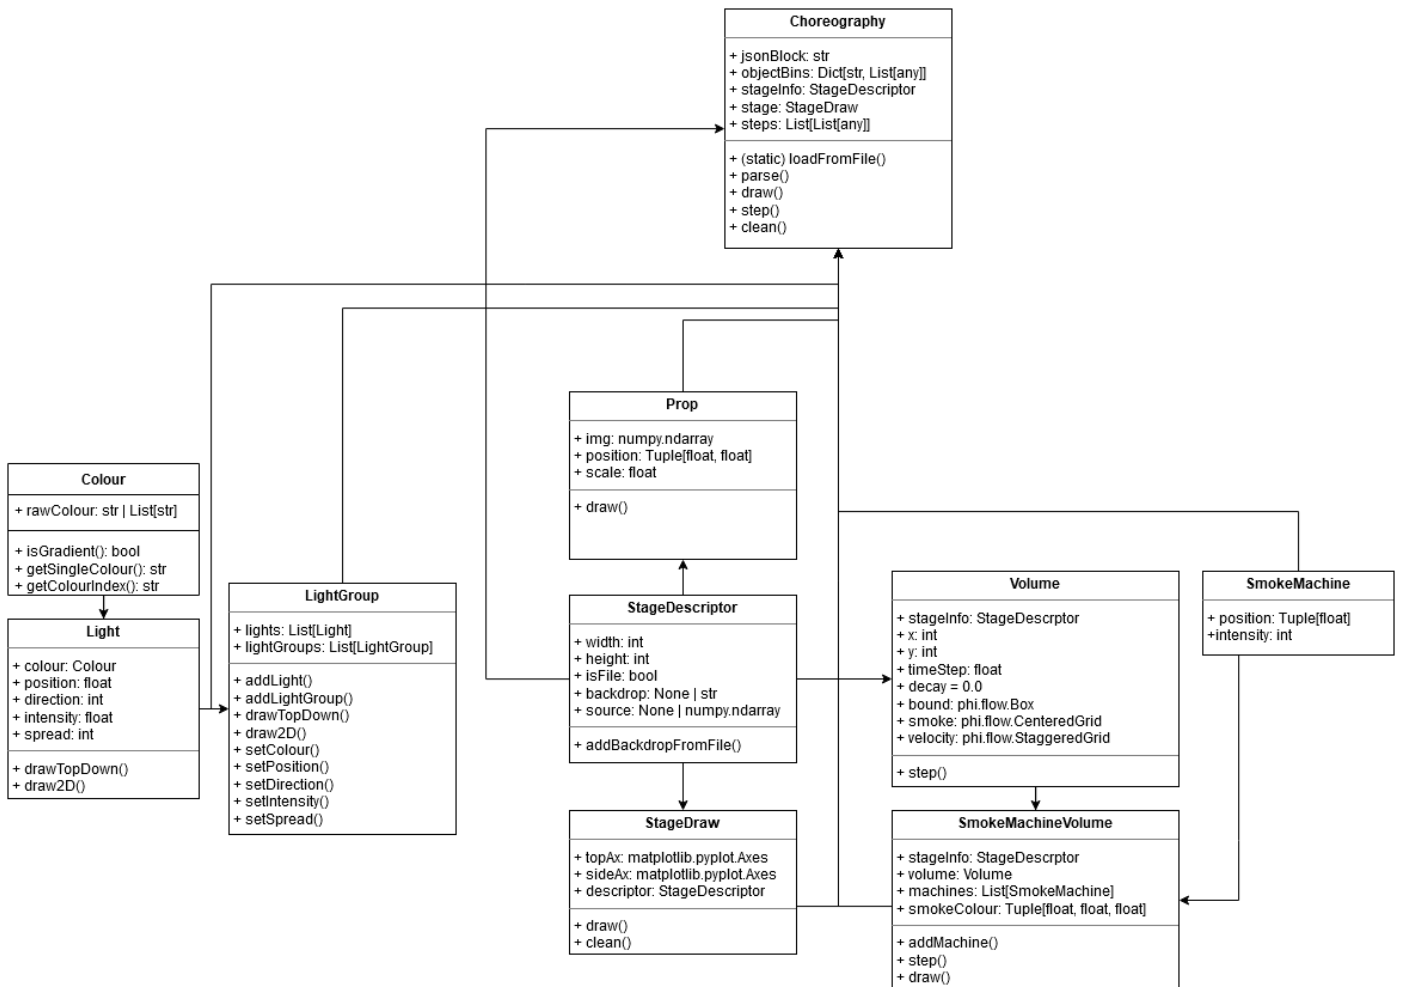 Choreography
+ jsonBlock: str
+ objectBins: Dict[str, List[any]]
+ stageInfo: StageDescriptor
+ stage: StageDraw
+ steps: List[List[any]]
+ (static) loadFromFile()
+ parse()
+ draw()
+ step()
+ clean()
Prop
+ img: numpy.ndarray
+ position: Tuple[float, float]
+ scale: float
+ draw()
Colour
+ rawColour: str | List[str]
+ isGradient(): bool
+ getSingleColour(): str
+ getColourIndex(): str
Light
+ colour: Colour
+ position: float
+ direction: int
+ intensity: float
+ spread: int
+ drawTopDown()
+ draw2D()
LightGroup
+ lights: List[Light]
+ lightGroups: List[LightGroup]
+ addLight()
+ addLightGroup()
+ drawTopDown()
+ draw2D()
+ setColour()
+ setPosition()
+ setDirection()
+ setIntensity()
+ setSpread()
StageDescriptor
+ width: int
+ height: int
+ isFile: bool
+ backdrop: None | str
+ source: None | numpy.ndarray
+ addBackdropFromFile()
Volume
+ stageInfo: StageDescrptor
+ x: int
+ y: int
+ timeStep: float
+ decay = 0.0
+ bound: phi.flow.Box
+ smoke: phi.flow.CenteredGrid
+ velocity: phi.flow.StaggeredGrid
+ step()
SmokeMachine
+ position: Tuple[float]
+intensity: int
StageDraw
+ topAx: matplotlib.pyplot.Axes
+ sideAx: matplotlib.pyplot.Axes
+ descriptor: StageDescriptor
+ draw()
+ clean()
SmokeMachineVolume
+ stageInfo: StageDescrptor
+ volume: Volume
+ machines: List[SmokeMachine]
+ smokeColour: Tuple[float, float, float]
+ addMachine()
+ step()
+ draw()